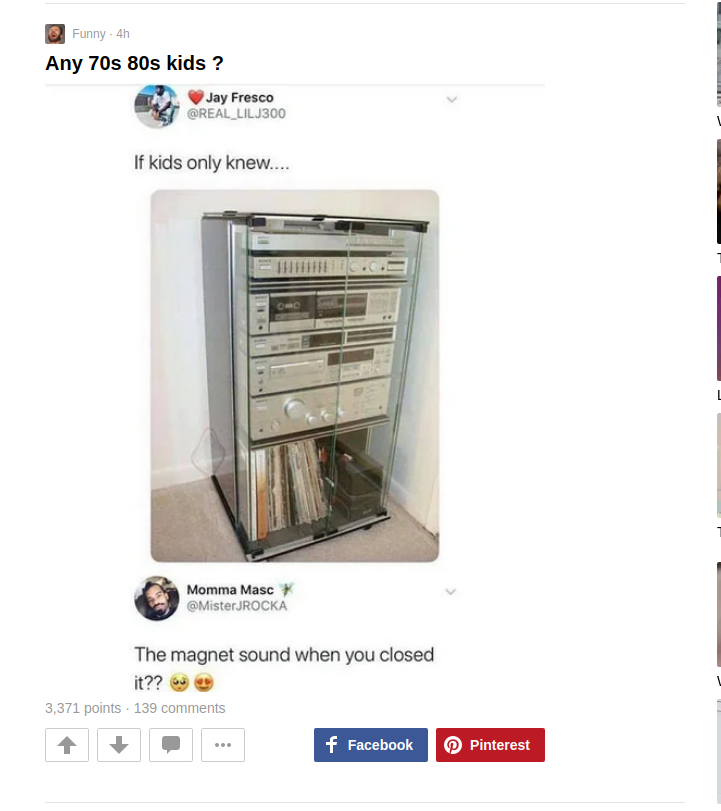 Funny · 4h
Any 70s 80s kids ?
Jay Fresco
@REAL_LILJ300
If kids only knew....
Momma Masc
@MisterJROCKA
The magnet sound when you closed
it??
3,371 points · 139 comments
Facebook
Pinterest